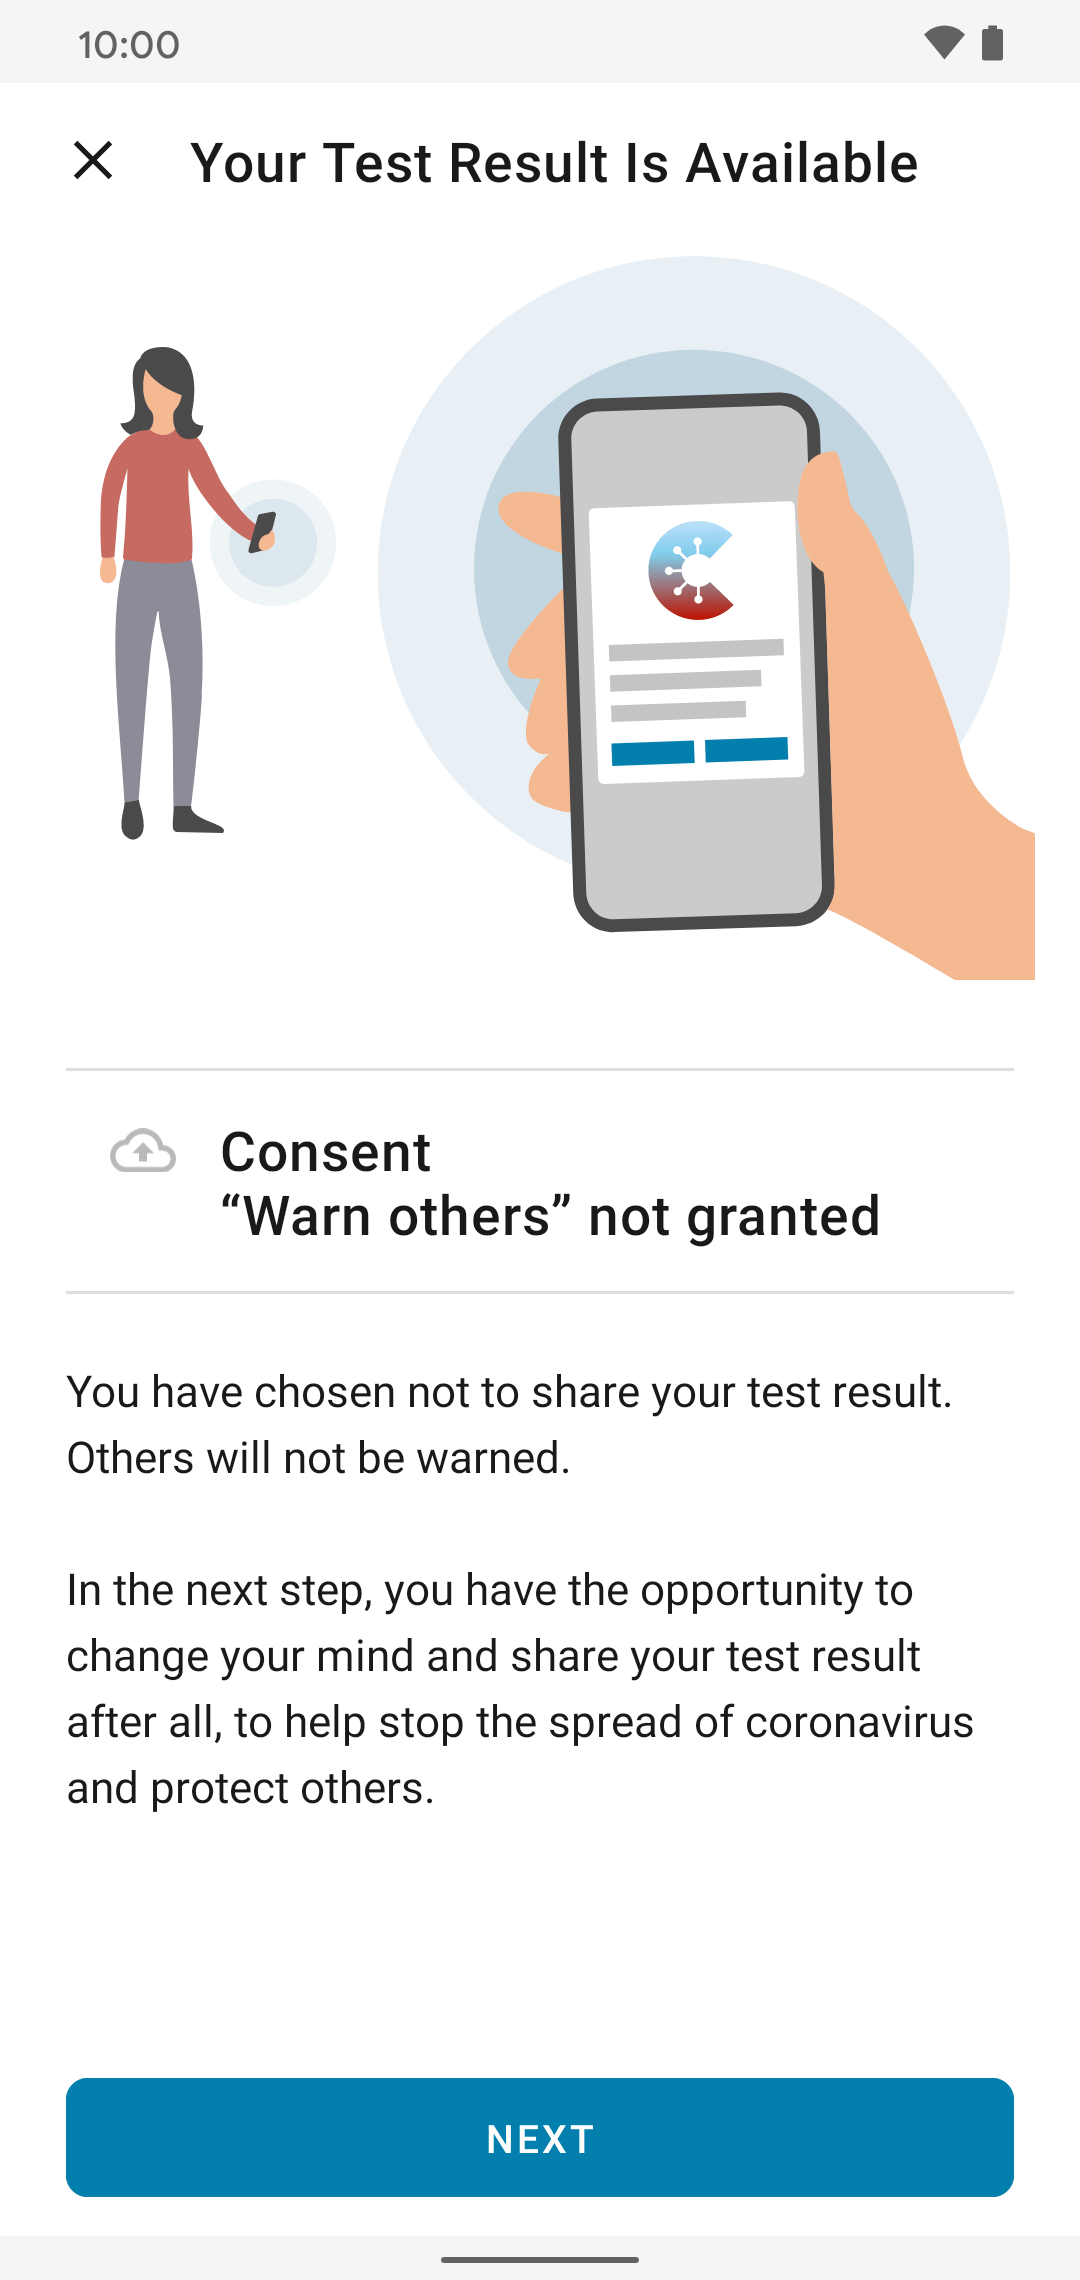 10:00
Your Test Result Is Available
Consent
“Warn others” not granted
You have chosen not to share your test result.
Others will not be warned.
In the next step, you have the opportunity to
change your mind and share your test result
after all, to help stop the spread of coronavirus
and protect others.
NEXT